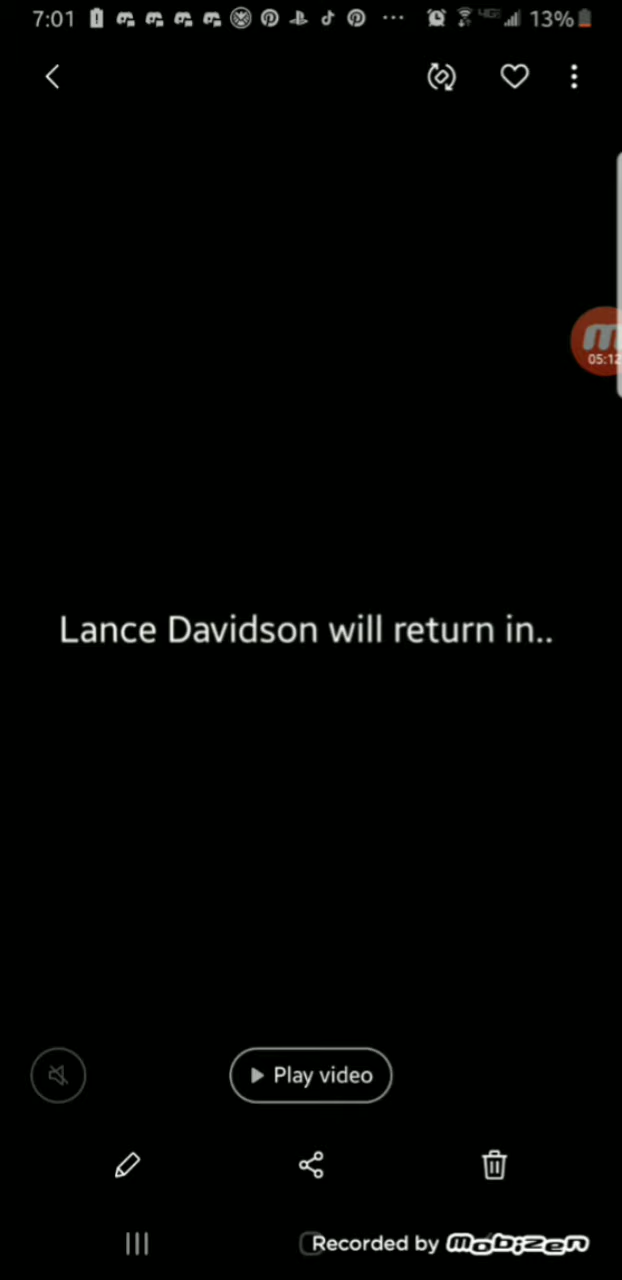 7:01 13%
05:12
Lance Davidson will return in..
Play video
Recorded by Mobizen